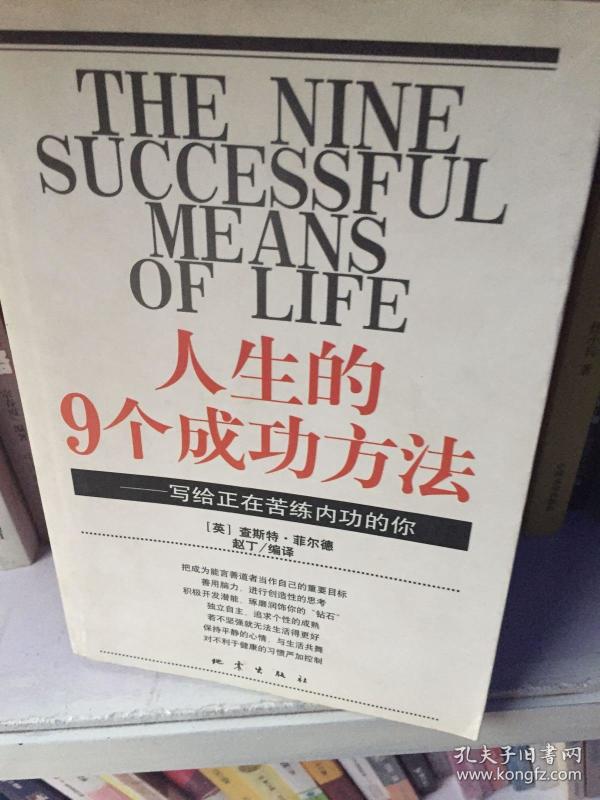 THE NINE
SUCCESSFUL
MEANS
OF LIFE
人生的
9个成功方法
——写给正在苦练内功的你
[英] 查斯特·菲尔德
赵丁/编译
把成为能言善道者当作自己的重要目标
善用脑力，进行创造性的思考
积极开发潜能，琢磨润饰你的“钻石”
独立自主，追求个性的成熟
若不坚强就无法生活得更好
保持平静的心情，与生活共舞
对不利于健康的习惯严加控制
地震出版社
孔夫子旧书网
www.kongfz.com